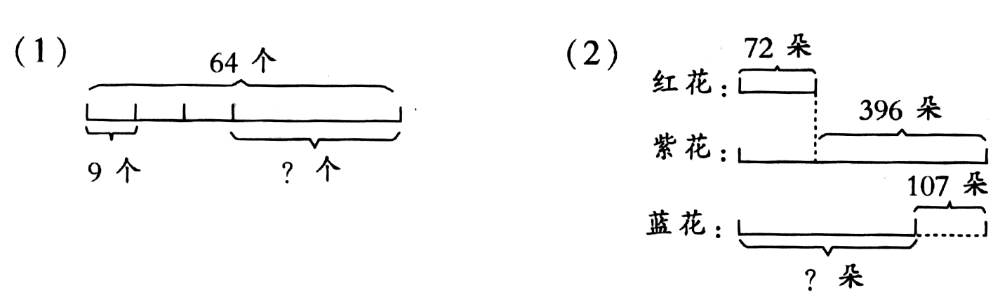 (1)
64 个
9 个
? 个
(2)
72 朵
红花：
396 朵
紫花：
107 朵
蓝花：
? 朵